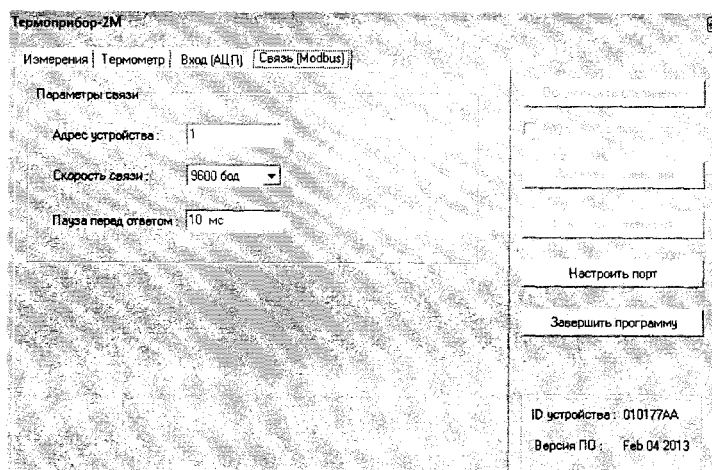 Термоприбор-2М
Измерения Термометр Вход (АЦП) Связь (Modbus)
Параметры связи
Адрес устройства : 1
Скорость связи : 9600 бод
Пауза перед ответом : 10 мс
Настроить порт
Завершить программу
ID устройства : 010177AA
Версия ПО : Feb 04 2013